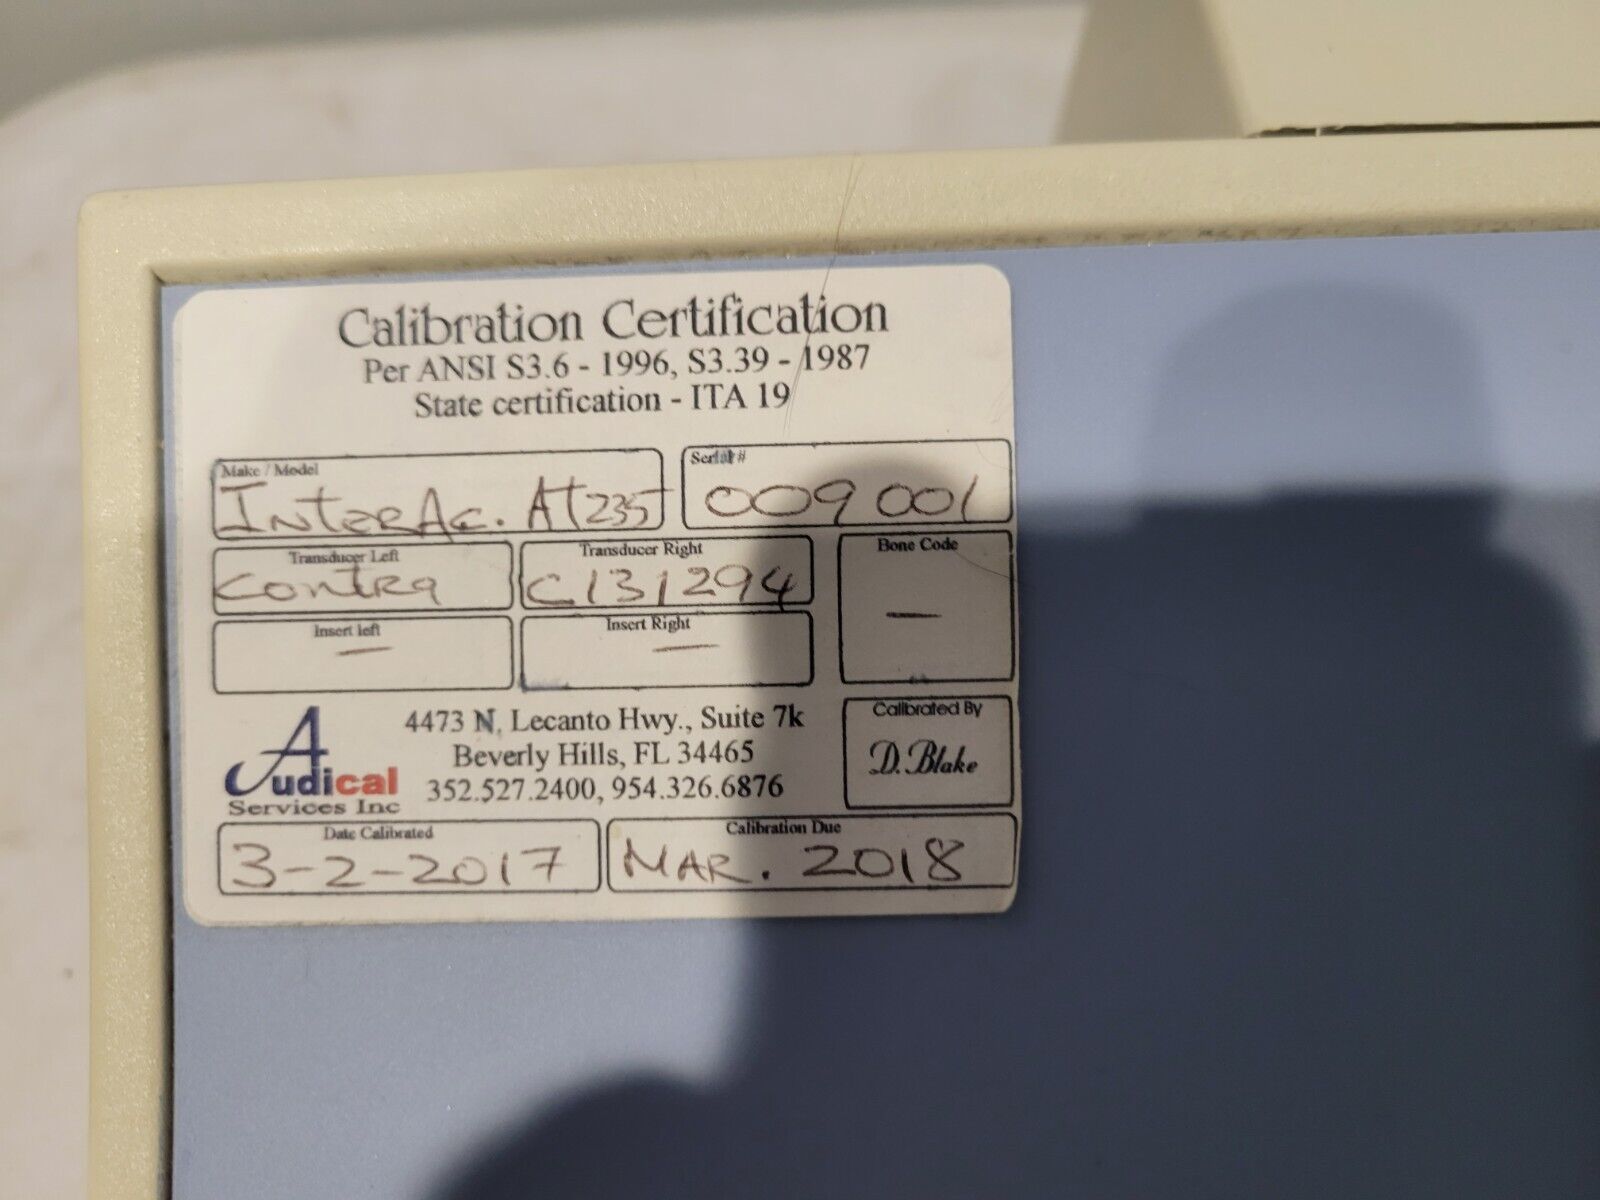 Calibration Certification
Per ANSI S3.6 - 1996, S3.39 - 1987
State certification - ITA 19
Make / Model
InterAc. AT235
Serial #
009001
Transducer Left
Contra
Transducer Right
C131294
Bone Code
—
Insert left
—
Insert Right
—
Audical
Services Inc
4473 N. Lecanto Hwy., Suite 7k
Beverly Hills, FL 34465
352.527.2400, 954.326.6876
Calibrated By
D. Blake
Date Calibrated
3-2-2017
Calibration Due
Mar. 2018